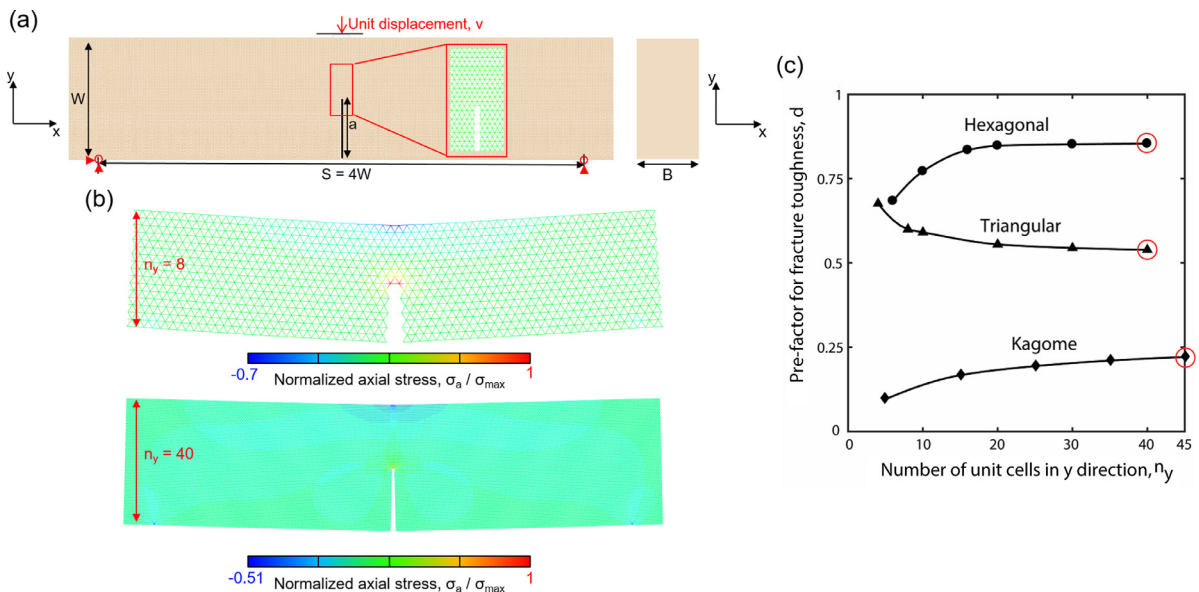 (a)
Unit displacement, v
y
W
x
a
S = 4W
B
y
x
(b)
n_y = 8
-0.7
Normalized axial stress, σ_a / σ_max
1
n_y = 40
-0.51
Normalized axial stress, σ_a / σ_max
1
(c)
Pre-factor for fracture toughness, d
1
0.75
0.5
0.25
0
Hexagonal
Triangular
Kagome
0
10
20
30
40
45
Number of unit cells in y direction, n_y